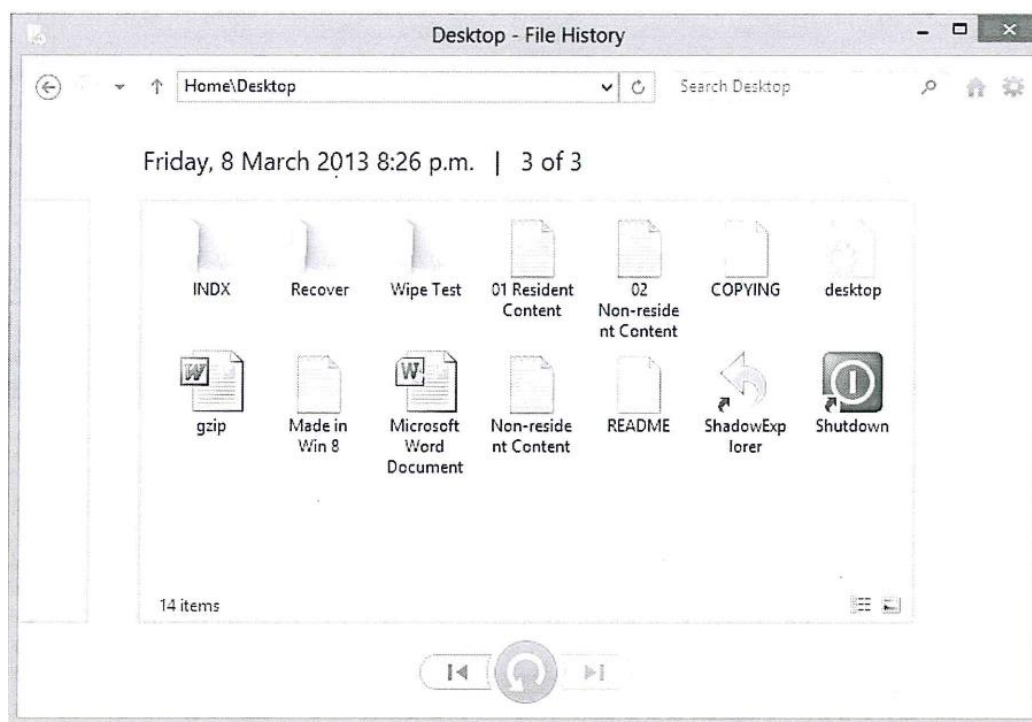 Desktop - File History
Home\Desktop
Search Desktop
Friday, 8 March 2013 8:26 p.m. | 3 of 3
INDX
Recover
Wipe Test
01 Resident
Content
02
Non-reside
nt Content
COPYING
desktop
gzip
Made in
Win 8
Microsoft
Word
Document
Non-reside
nt Content
README
ShadowExp
lorer
Shutdown
14 items